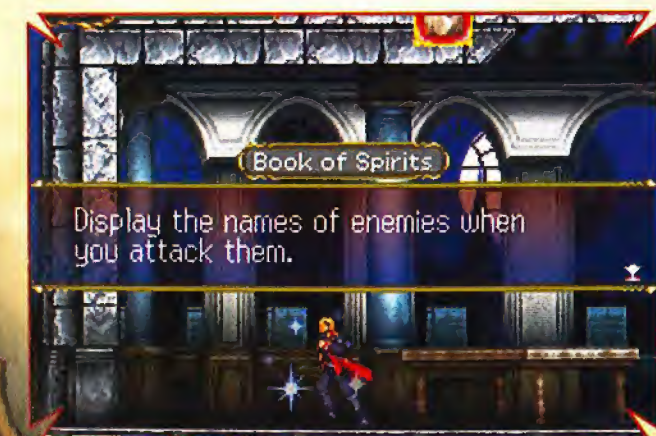 Book of Spirits
Display the names of enemies when
you attack them.